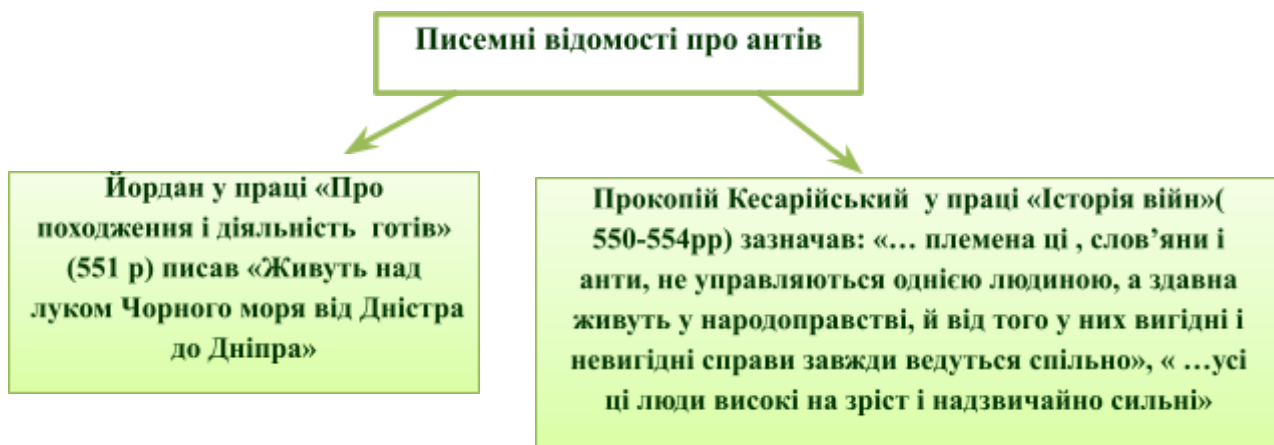 Писемні відомості про антів
Йордан у праці «Про
походження і діяльність готів»
(551 р) писав «Живуть над
луком Чорного моря від Дністра
до Дніпра»
Прокопій Кесарійський у праці «Історія війн»(
550-554рр) зазначав: «… племена ці , слов’яни і
анти, не управляються однією людиною, а здавна
живуть у народоправстві, й від того у них вигідні і
невигідні справи завжди ведуться спільно», « …усі
ці люди високі на зріст і надзвичайно сильні»